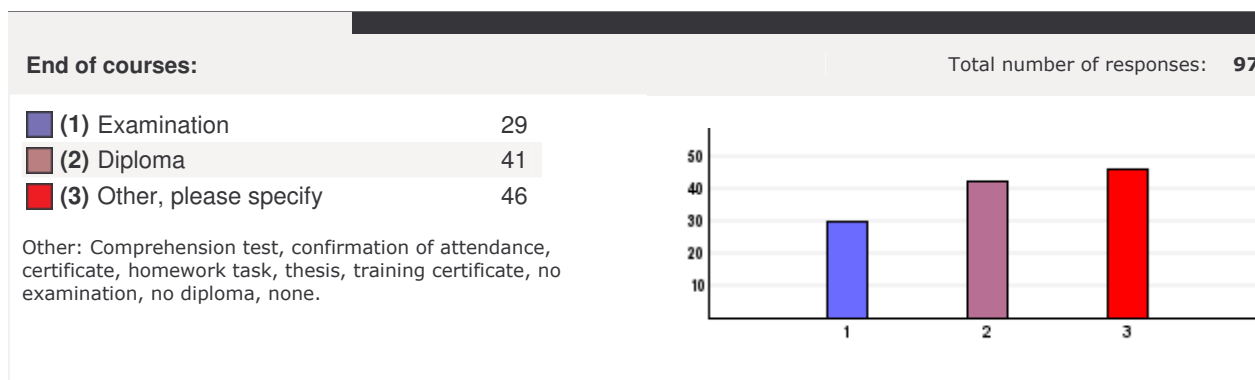 End of courses:
Total number of responses: 97
(1) Examination 29
(2) Diploma 41
(3) Other, please specify 46
Other: Comprehension test, confirmation of attendance,
certificate, homework task, thesis, training certificate, no
examination, no diploma, none.
50
40
30
20
10
1 2 3